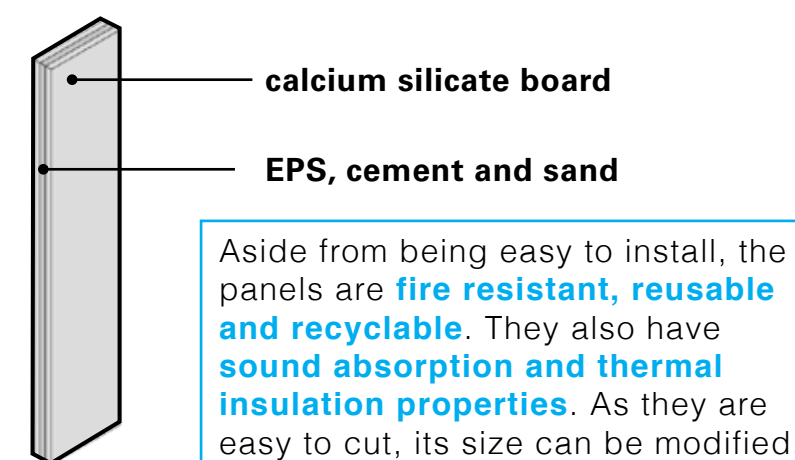 calcium silicate board
EPS, cement and sand
Aside from being easy to install, the
panels are fire resistant, reusable
and recyclable. They also have
sound absorption and thermal
insulation properties. As they are
easy to cut, its size can be modified